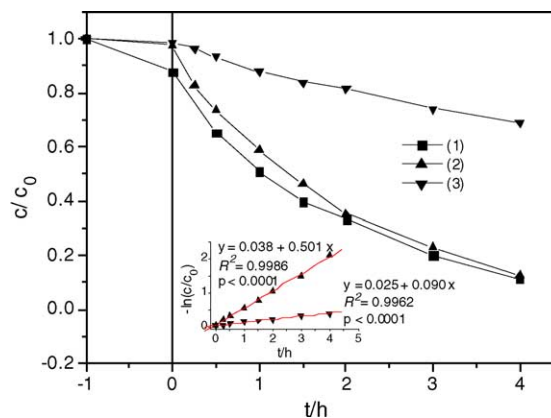 1.0
0.8
0.6
0.4
0.2
0.0
-0.2
c/c0
(1)
(2)
(3)
y = 0.038 + 0.501 x
R2 = 0.9986
p < 0.0001
y = 0.025 + 0.090 x
R2 = 0.9962
p < 0.0001
-ln(c/c0)
2
1
0
0 1 2 3 4 5
t/h
-1 0 1 2 3 4
t/h